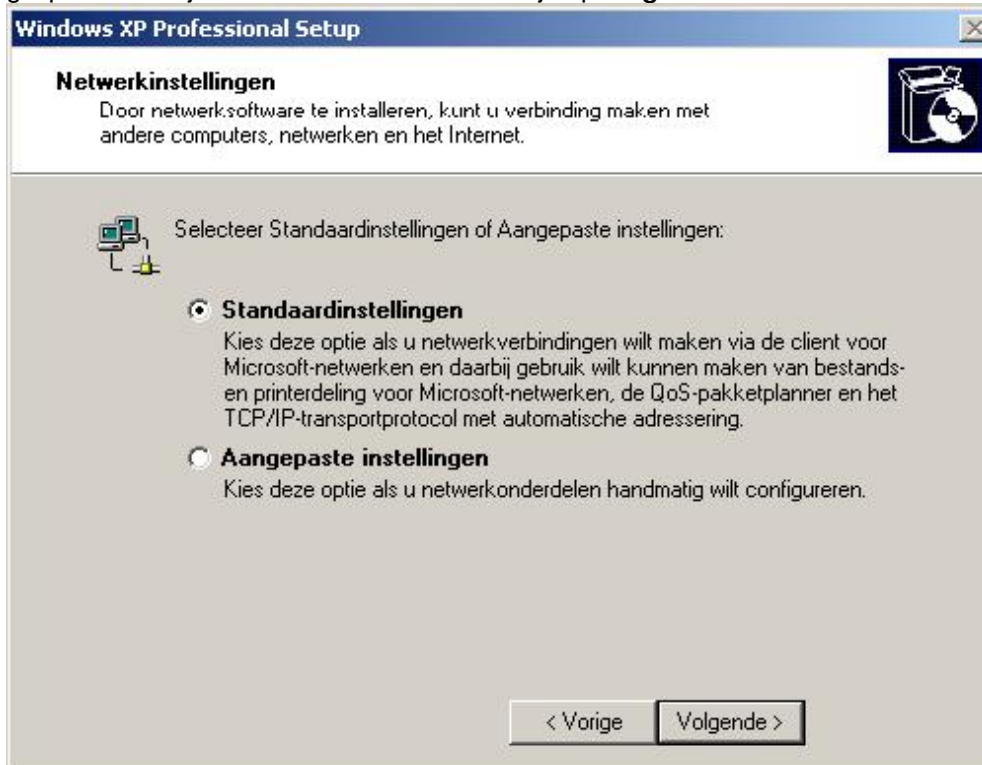 Windows XP Professional Setup
Netwerkinstellingen
Door netwerksoftware te installeren, kunt u verbinding maken met
andere computers, netwerken en het Internet.
Selecteer Standaardinstellingen of Aangepaste instellingen:
Standaardinstellingen
Kies deze optie als u netwerkverbindingen wilt maken via de client voor
Microsoft-netwerken en daarbij gebruik wilt kunnen maken van bestands-
en printerdeling voor Microsoft-netwerken, de QoS-pakketplanner en het
TCP/IP-transportprotocol met automatische adressering.
Aangepaste instellingen
Kies deze optie als u netwerkonderdelen handmatig wilt configureren.
< Vorige
Volgende >